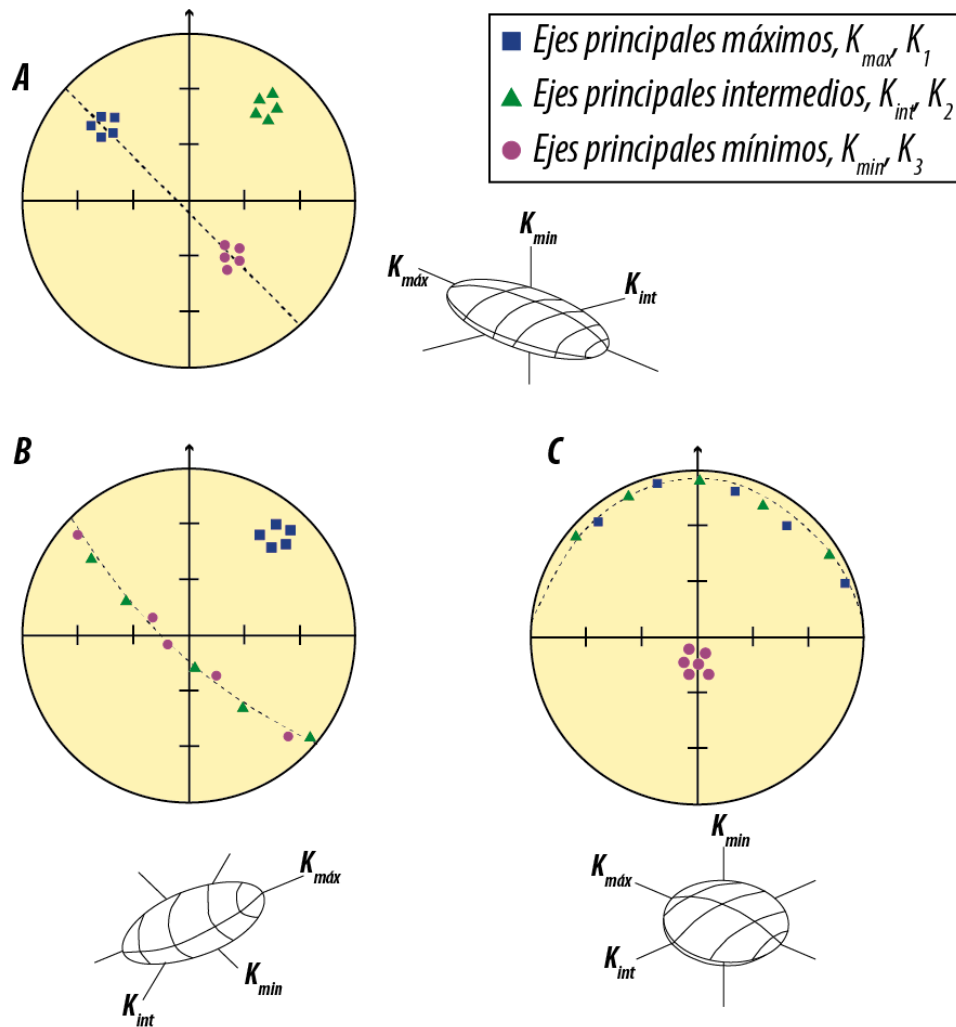 A
Ejes principales máximos, Kmax, K1
Ejes principales intermedios, Kint, K2
Ejes principales mínimos, Kmin, K3
Kmin
Kmáx
Kint
B
C
Kmáx
Kmin
Kint
Kmin
Kmáx
Kint